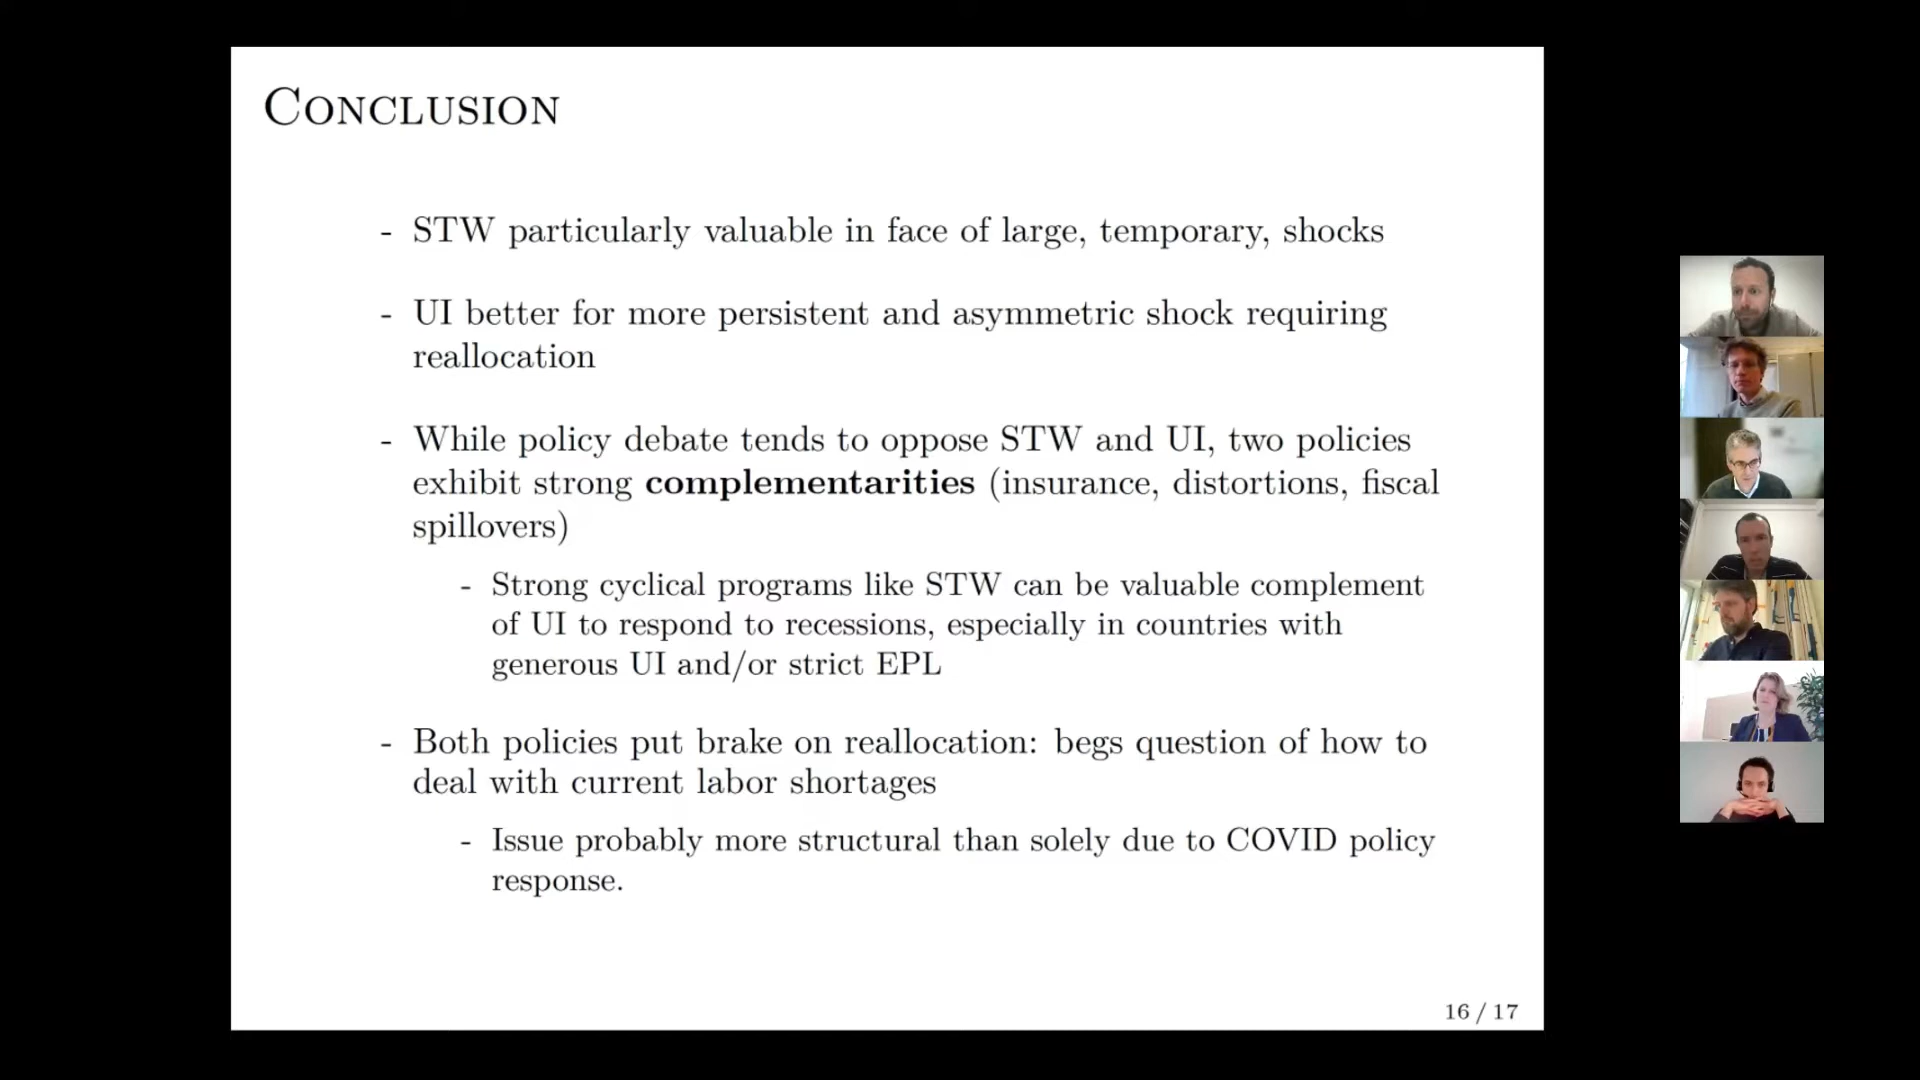 CONCLUSION
- STW particularly valuable in face of large, temporary, shocks
- UI better for more persistent and asymmetric shock requiring
reallocation
- While policy debate tends to oppose STW and UI, two policies
exhibit strong complementarities (insurance, distortions, fiscal
spillovers)
- Strong cyclical programs like STW can be valuable complement
of UI to respond to recessions, especially in countries with
generous UI and/or strict EPL
- Both policies put brake on reallocation: begs question of how to
deal with current labor shortages
- Issue probably more structural than solely due to COVID policy
response.
16 / 17